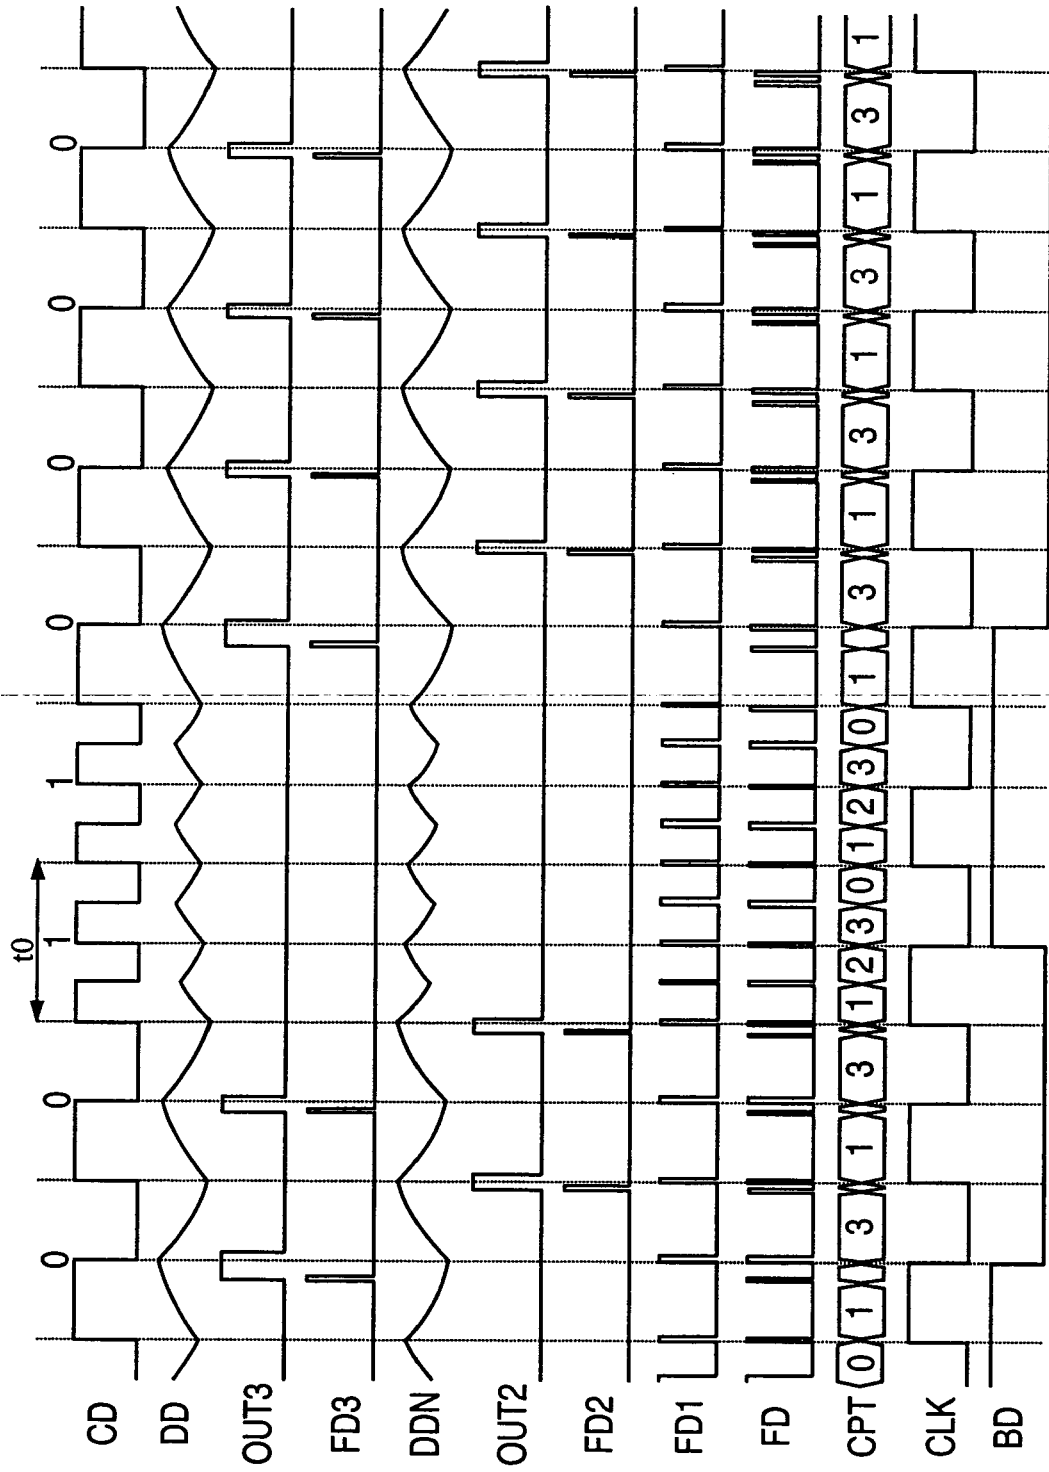 t0
0 0 1 1 0 0 0 0
CD
DD
OUT3
FD3
DDN
OUT2
FD2
FD1
FD
CPT 0 1 3 1 3 1 2 3 0 1 2 3 0 1 3 1 3 1 3 1 3 1
CLK
BD